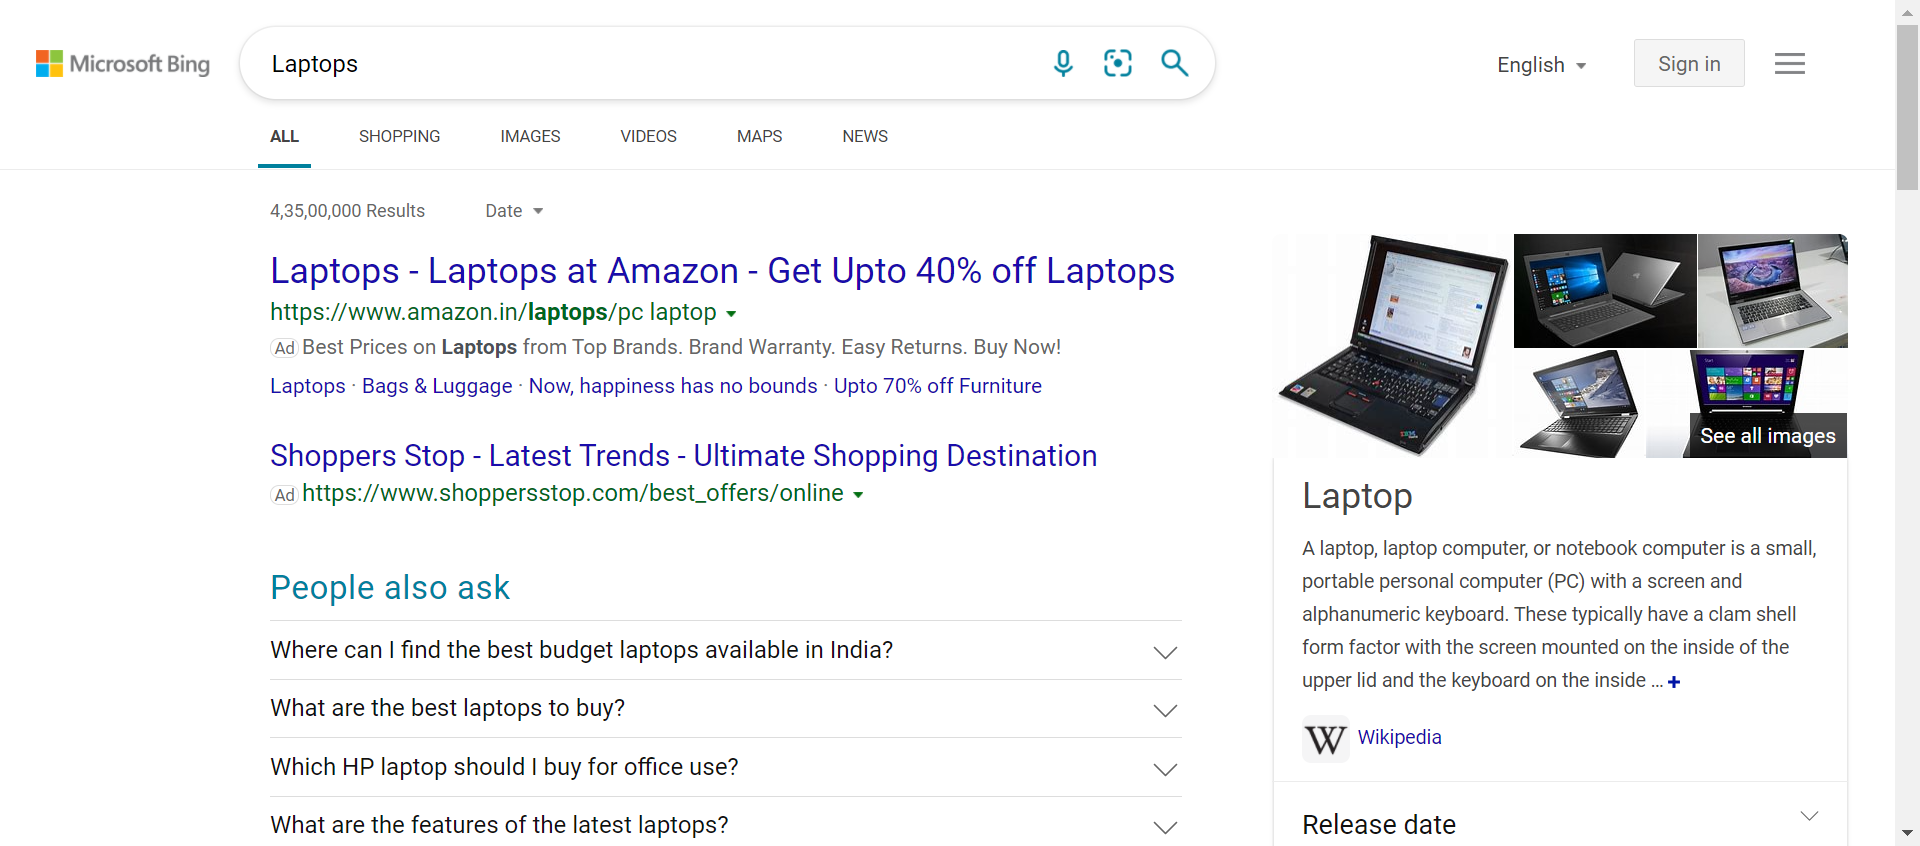 Microsoft Bing
Laptops
English
Sign in
ALL
SHOPPING
IMAGES
VIDEOS
MAPS
NEWS
4,35,00,000 Results
Date
Laptops - Laptops at Amazon - Get Upto 40% off Laptops
https://www.amazon.in/laptops/pc laptop
Ad Best Prices on Laptops from Top Brands. Brand Warranty. Easy Returns. Buy Now!
Laptops · Bags & Luggage · Now, happiness has no bounds · Upto 70% off Furniture
Shoppers Stop - Latest Trends - Ultimate Shopping Destination
Ad https://www.shoppersstop.com/best_offers/online
People also ask
Where can I find the best budget laptops available in India?
What are the best laptops to buy?
Which HP laptop should I buy for office use?
What are the features of the latest laptops?
IBM
See all images
Laptop
A laptop, laptop computer, or notebook computer is a small,
portable personal computer (PC) with a screen and
alphanumeric keyboard. These typically have a clam shell
form factor with the screen mounted on the inside of the
upper lid and the keyboard on the inside ... +
W Wikipedia
Release date